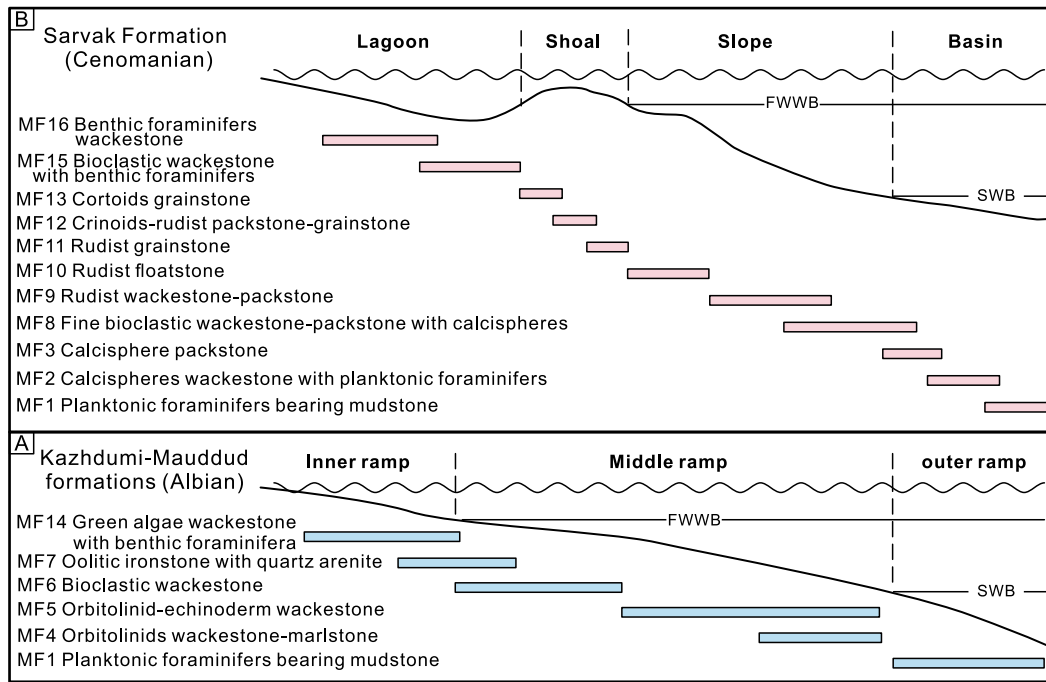 B
Sarvak Formation
(Cenomanian)
Lagoon
Shoal
Slope
Basin
FWWB
SWB
MF16 Benthic foraminifers
wackestone
MF15 Bioclastic wackestone
with benthic foraminifers
MF13 Cortoids grainstone
MF12 Crinoids-rudist packstone-grainstone
MF11 Rudist grainstone
MF10 Rudist floatstone
MF9 Rudist wackestone-packstone
MF8 Fine bioclastic wackestone-packstone with calcispheres
MF3 Calcisphere packstone
MF2 Calcispheres wackestone with planktonic foraminifers
MF1 Planktonic foraminifers bearing mudstone
A
Kazhdumi-Mauddud
formations (Albian)
Inner ramp
Middle ramp
outer ramp
FWWB
SWB
MF14 Green algae wackestone
with benthic foraminifera
MF7 Oolitic ironstone with quartz arenite
MF6 Bioclastic wackestone
MF5 Orbitolinid-echinoderm wackestone
MF4 Orbitolinids wackestone-marlstone
MF1 Planktonic foraminifers bearing mudstone